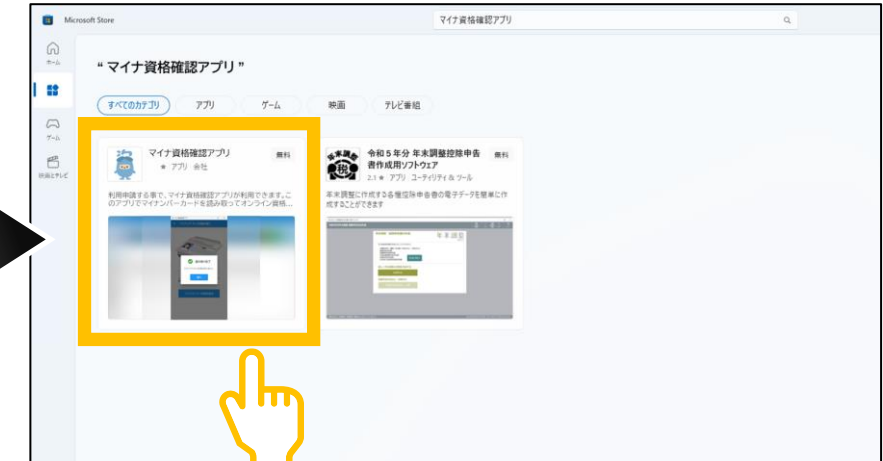 Microsoft Store
マイナ資格確認アプリ
ホーム
“ マイナ資格確認アプリ ”
すべてのカテゴリ
アプリ
ゲーム
映画
テレビ番組
ゲーム
映画とテレビ
マイナ資格確認アプリ
無料
★ アプリ 会社
利用申請する事で、マイナ資格確認アプリが利用できます。こ
のアプリでマイナンバーカードを読み取ってオンライン資格...
年末調整
税
令和5年分 年末調整控除申告
書作成用ソフトウェア
無料
2.1 ★ アプリ ユーティリティ & ツール
年末調整に作成する各種控除申告書の電子データを簡単に作
成することができます